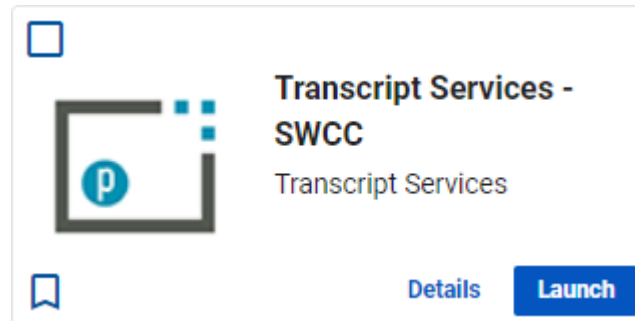 Transcript Services -
SWCC
Transcript Services
p
Details
Launch